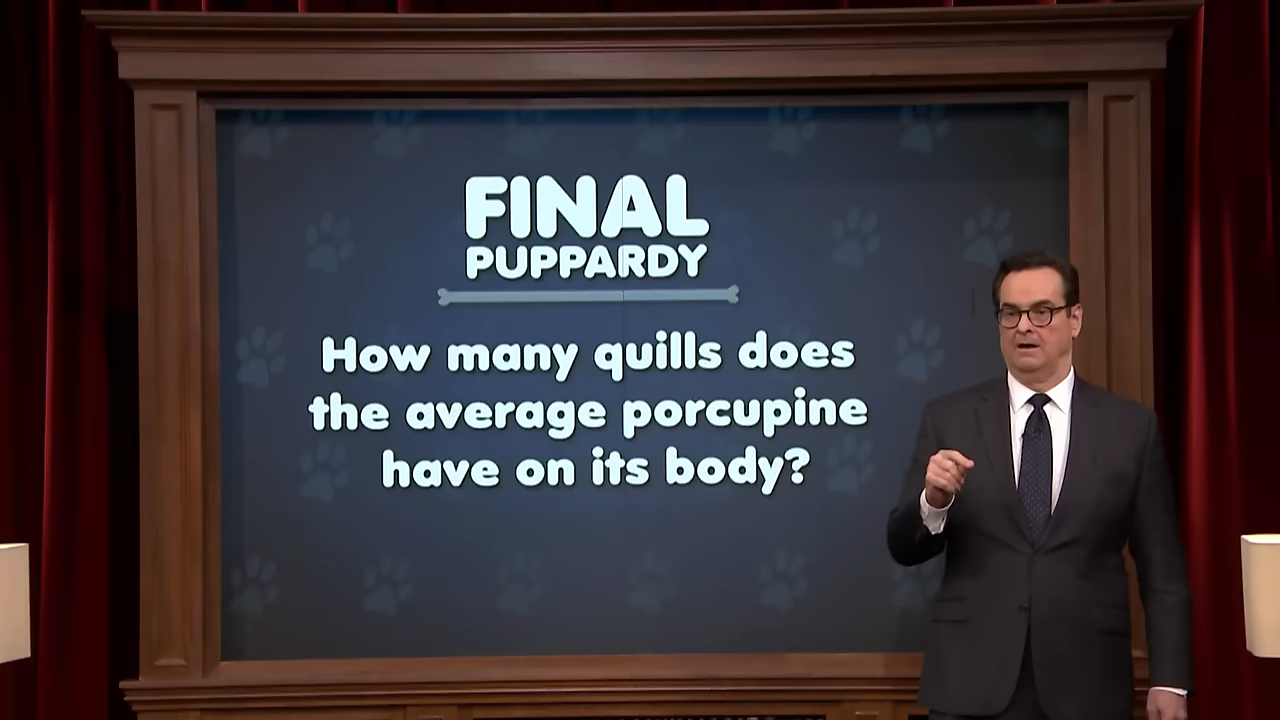 FINAL
PUPPARDY
How many quills does
the average porcupine
have on its body?